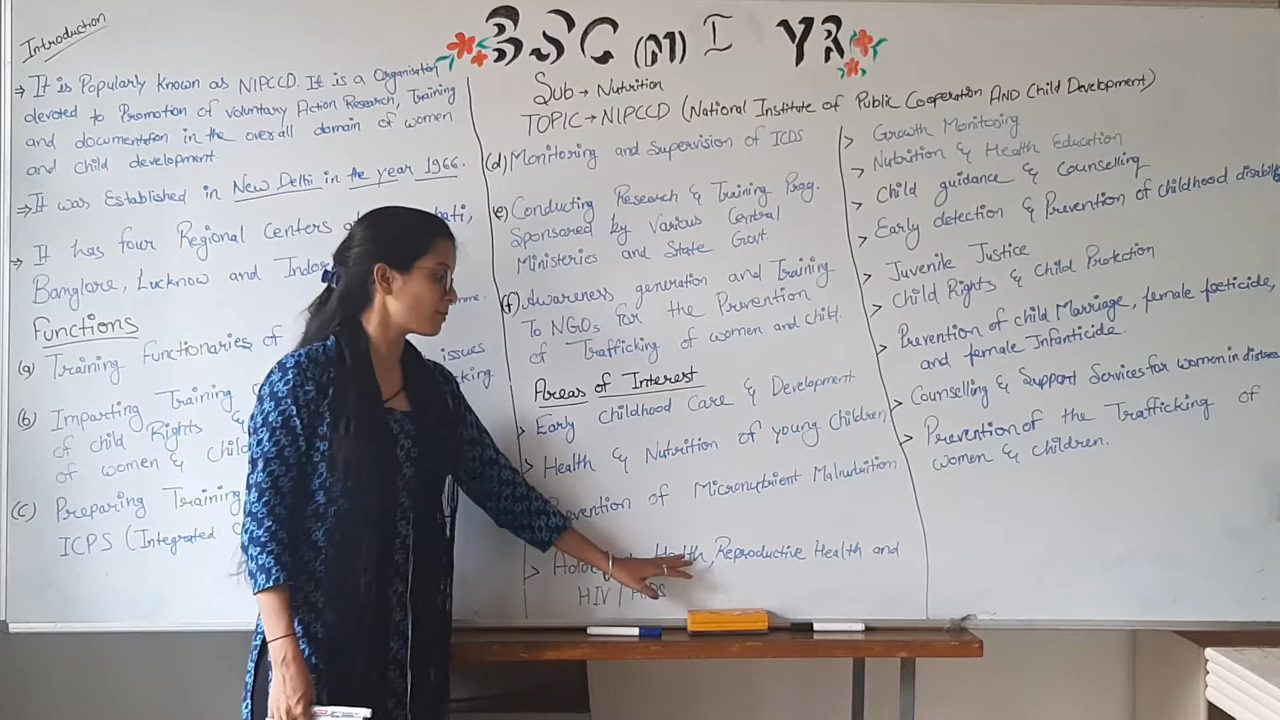 BSC (M) I YR
Sub → Nutrition
TOPIC → NIPCCD (National Institute of Public Cooperation AND Child Development)
Introduction
→ It is Popularly Known as NIPCCD. It is a Organisation
devoted to Promotion of Voluntary Action Research, Training
and documentation in the overall domain of women
and child development
→ It was Established in New Delhi in the year 1966.
→ It has four Regional Centers
Banglare, Lucknow and
Functions
(a) Training Functionaries of
(b) Imparting Training issues
of child Rights &
of women &
(c) Preparing Training
ICPS (Integrated
(d) Monitoring and Supervision of ICDS
(e) Conducting Research & Training Prog.
Sponsared by Various Central
Ministeries and State Govt.
(f) Awareness generation and Training
To NGOs for the Prevention
of Trafficking of women and child.
Areas of Interest
> Early Childhood Care & Development
> Health & Nutrition of young Children,
Prevention of Micronutrient Malnutrition
> Health, Reproductive Health and
HIV / AIDS
> Growth Monitoring
> Nutrition & Health Education
> Child guidance & Counselling
> Early detection & Prevention of childhood
> Juvenile Justice
> Child Rights & Child Protection
> Prevention of child Marriage, female foeticide,
and female Infanticide.
> Counselling & Support Services for women in distress
> Prevention of the Trafficking of
women & children.